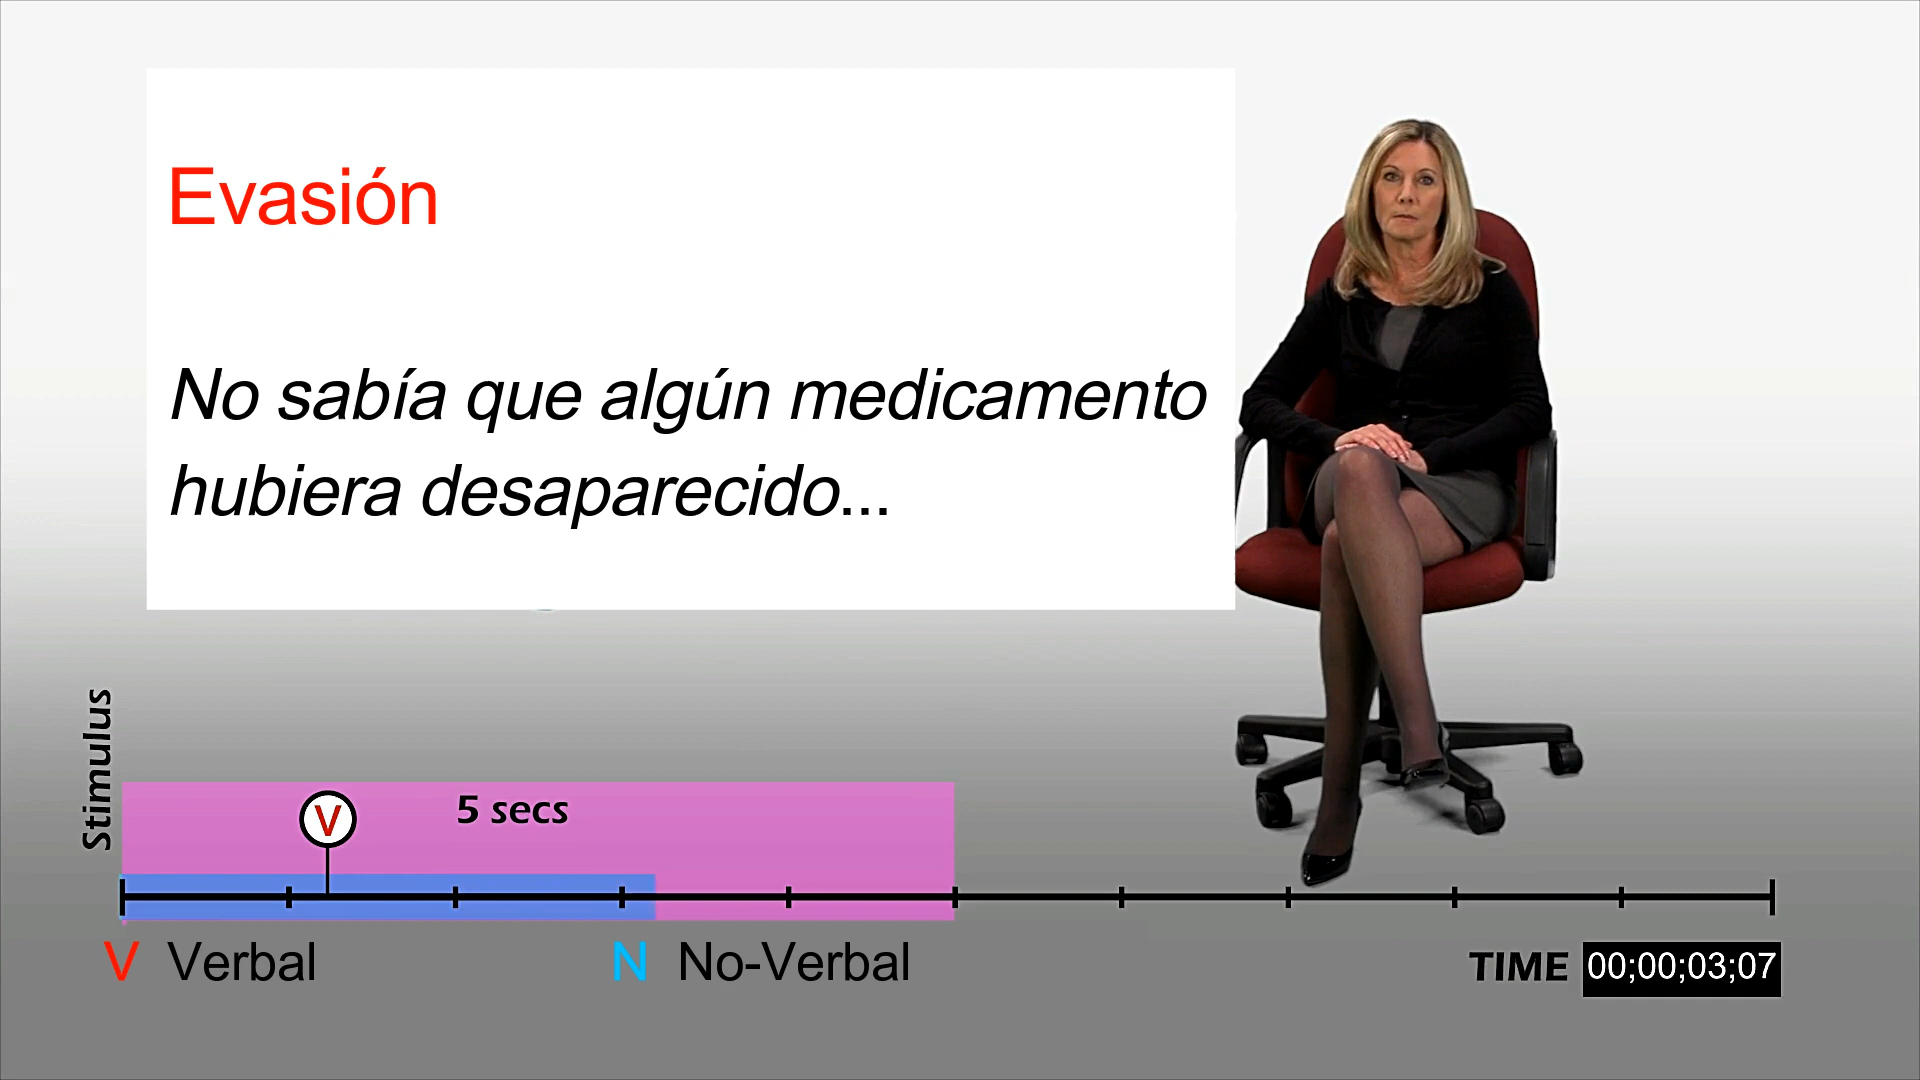 Evasión
No sabía que algún medicamento
hubiera desaparecido...
Stimulus
V
5 secs
V Verbal
N No-Verbal
TIME 00;00;03;07